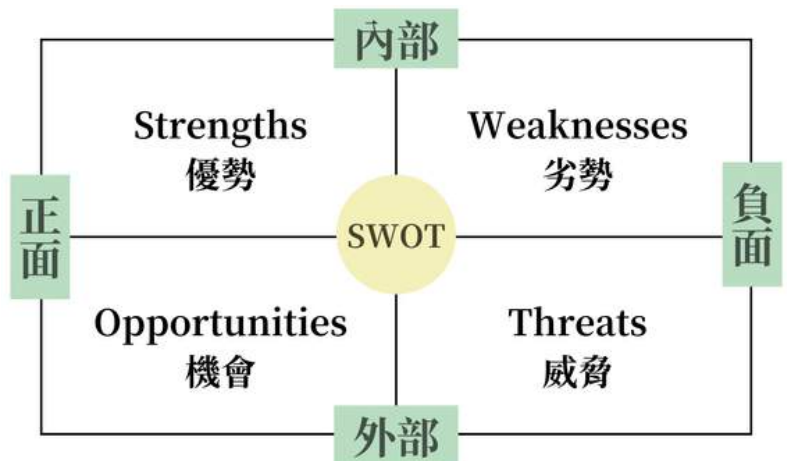 內部
Strengths
優勢
Weaknesses
劣勢
正面
SWOT
負面
Opportunities
機會
Threats
威脅
外部